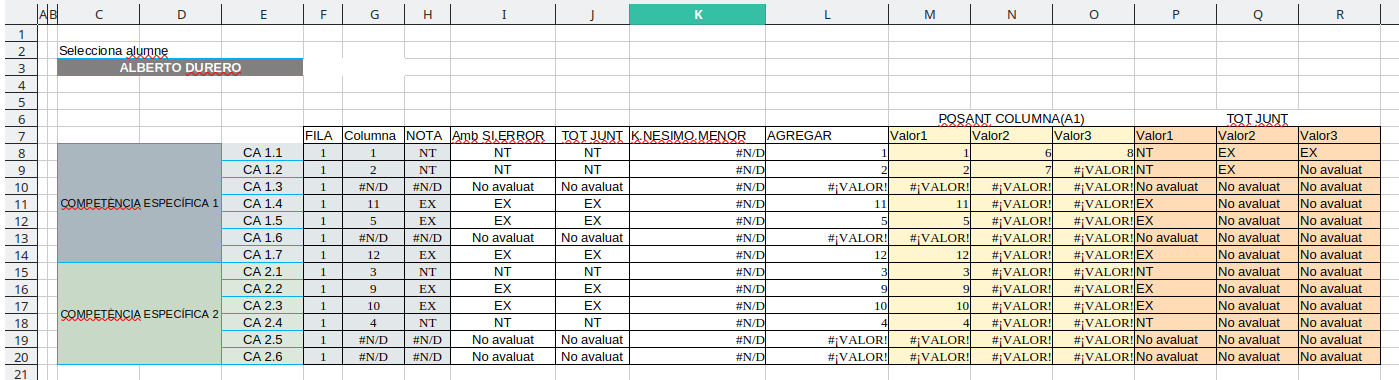 A B C D E F G H I J K L M N O P Q R
1
2 Selecciona alumne
3 ALBERTO DURERO
4
5
6 POSANT COLUMNA(A1) TOT JUNT
7 FILA Columna NOTA Amb SI.ERROR TOT JUNT K.NESIMO.MENOR AGREGAR Valor1 Valor2 Valor3 Valor1 Valor2 Valor3
8 CA 1.1 1 1 NT NT NT #N/D 1 1 6 8 NT EX EX
9 CA 1.2 1 2 NT NT NT #N/D 2 2 7 #¡VALOR! NT EX No avaluat
10 CA 1.3 1 #N/D #N/D No avaluat No avaluat #N/D #¡VALOR! #¡VALOR! #¡VALOR! #¡VALOR! No avaluat No avaluat No avaluat
11 COMPETÈNCIA ESPECÍFICA 1 CA 1.4 1 11 EX EX EX #N/D 11 11 #¡VALOR! #¡VALOR! EX No avaluat No avaluat
12 CA 1.5 1 5 EX EX EX #N/D 5 5 #¡VALOR! #¡VALOR! EX No avaluat No avaluat
13 CA 1.6 1 #N/D #N/D No avaluat No avaluat #N/D #¡VALOR! #¡VALOR! #¡VALOR! #¡VALOR! No avaluat No avaluat No avaluat
14 CA 1.7 1 12 EX EX EX #N/D 12 12 #¡VALOR! #¡VALOR! EX No avaluat No avaluat
15 CA 2.1 1 3 NT NT NT #N/D 3 3 #¡VALOR! #¡VALOR! NT No avaluat No avaluat
16 CA 2.2 1 9 EX EX EX #N/D 9 9 #¡VALOR! #¡VALOR! EX No avaluat No avaluat
17 CA 2.3 1 10 EX EX EX #N/D 10 10 #¡VALOR! #¡VALOR! EX No avaluat No avaluat
18 COMPETÈNCIA ESPECÍFICA 2 CA 2.4 1 4 NT NT NT #N/D 4 4 #¡VALOR! #¡VALOR! NT No avaluat No avaluat
19 CA 2.5 1 #N/D #N/D No avaluat No avaluat #N/D #¡VALOR! #¡VALOR! #¡VALOR! #¡VALOR! No avaluat No avaluat No avaluat
20 CA 2.6 1 #N/D #N/D No avaluat No avaluat #N/D #¡VALOR! #¡VALOR! #¡VALOR! #¡VALOR! No avaluat No avaluat No avaluat
21